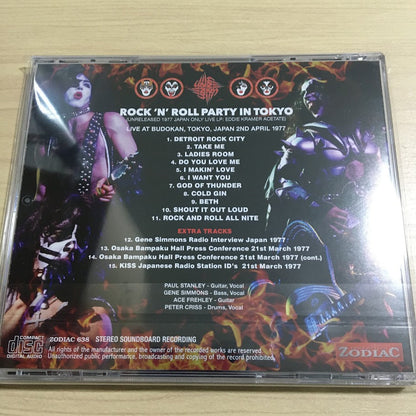 ROCK 'N' ROLL PARTY IN TOKYO
(UNRELEASED 1977 JAPAN ONLY LIVE LP: EDDIE KRAMER ACETATE)
LIVE AT BUDOKAN, TOKYO, JAPAN 2ND APRIL 1977
1. DETROIT ROCK CITY
2. TAKE ME
3. LADIES ROOM
4. DO YOU LOVE ME
5. I MAKIN' LOVE
6. I WANT YOU
7. GOD OF THUNDER
8. COLD GIN
9. BETH
10. SHOUT IT OUT LOUD
11. ROCK AND ROLL ALL NITE
EXTRA TRACKS
12. Gene Simmons Radio Interview Japan 1977
13. Osaka Bampaku Hall Press Conference 21st March 1977
14. Osaka Bampaku Hall Press Conference 21st March 1977 (cont.)
15. KISS Japanese Radio Station ID's 21st March 1977
PAUL STANLEY - Guitar, Vocal
GENE SIMMONS - Bass, Vocal
ACE FREHLEY - Guitar
PETER CRISS - Drums, Vocal
COMPACT
disc
DIGITAL AUDIO
ZODIAC 638 STEREO SOUNDBOARD RECORDING
All rights of the manufacturer and owner of the recorded works are reserved.
Unauthorized public performance, broadcasting and copying of the record prohibited.
ZODIAC